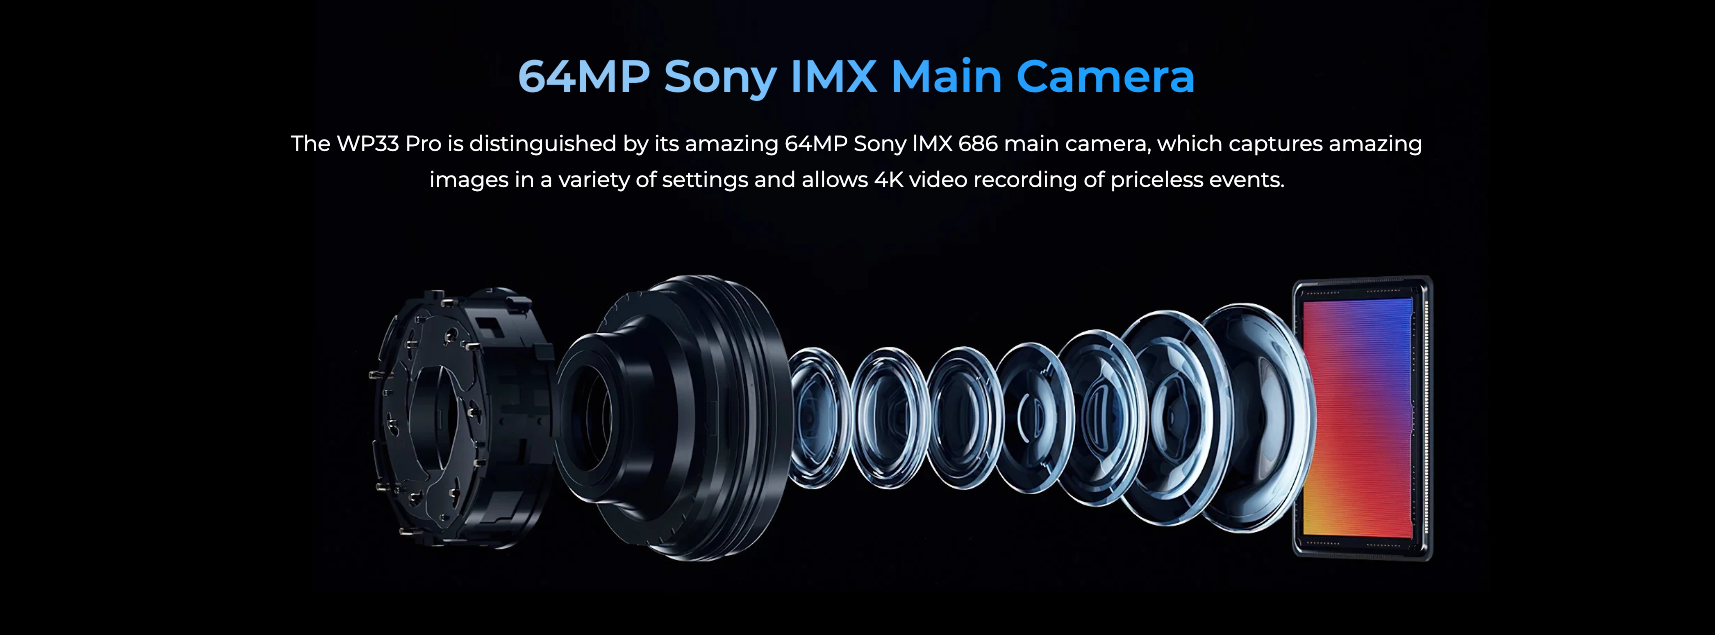 64MP Sony IMX Main Camera
The WP33 Pro is distinguished by its amazing 64MP Sony lMX 686 main camera, which captures amazing
images in a variety of settings and allows 4K video recording of priceless events.